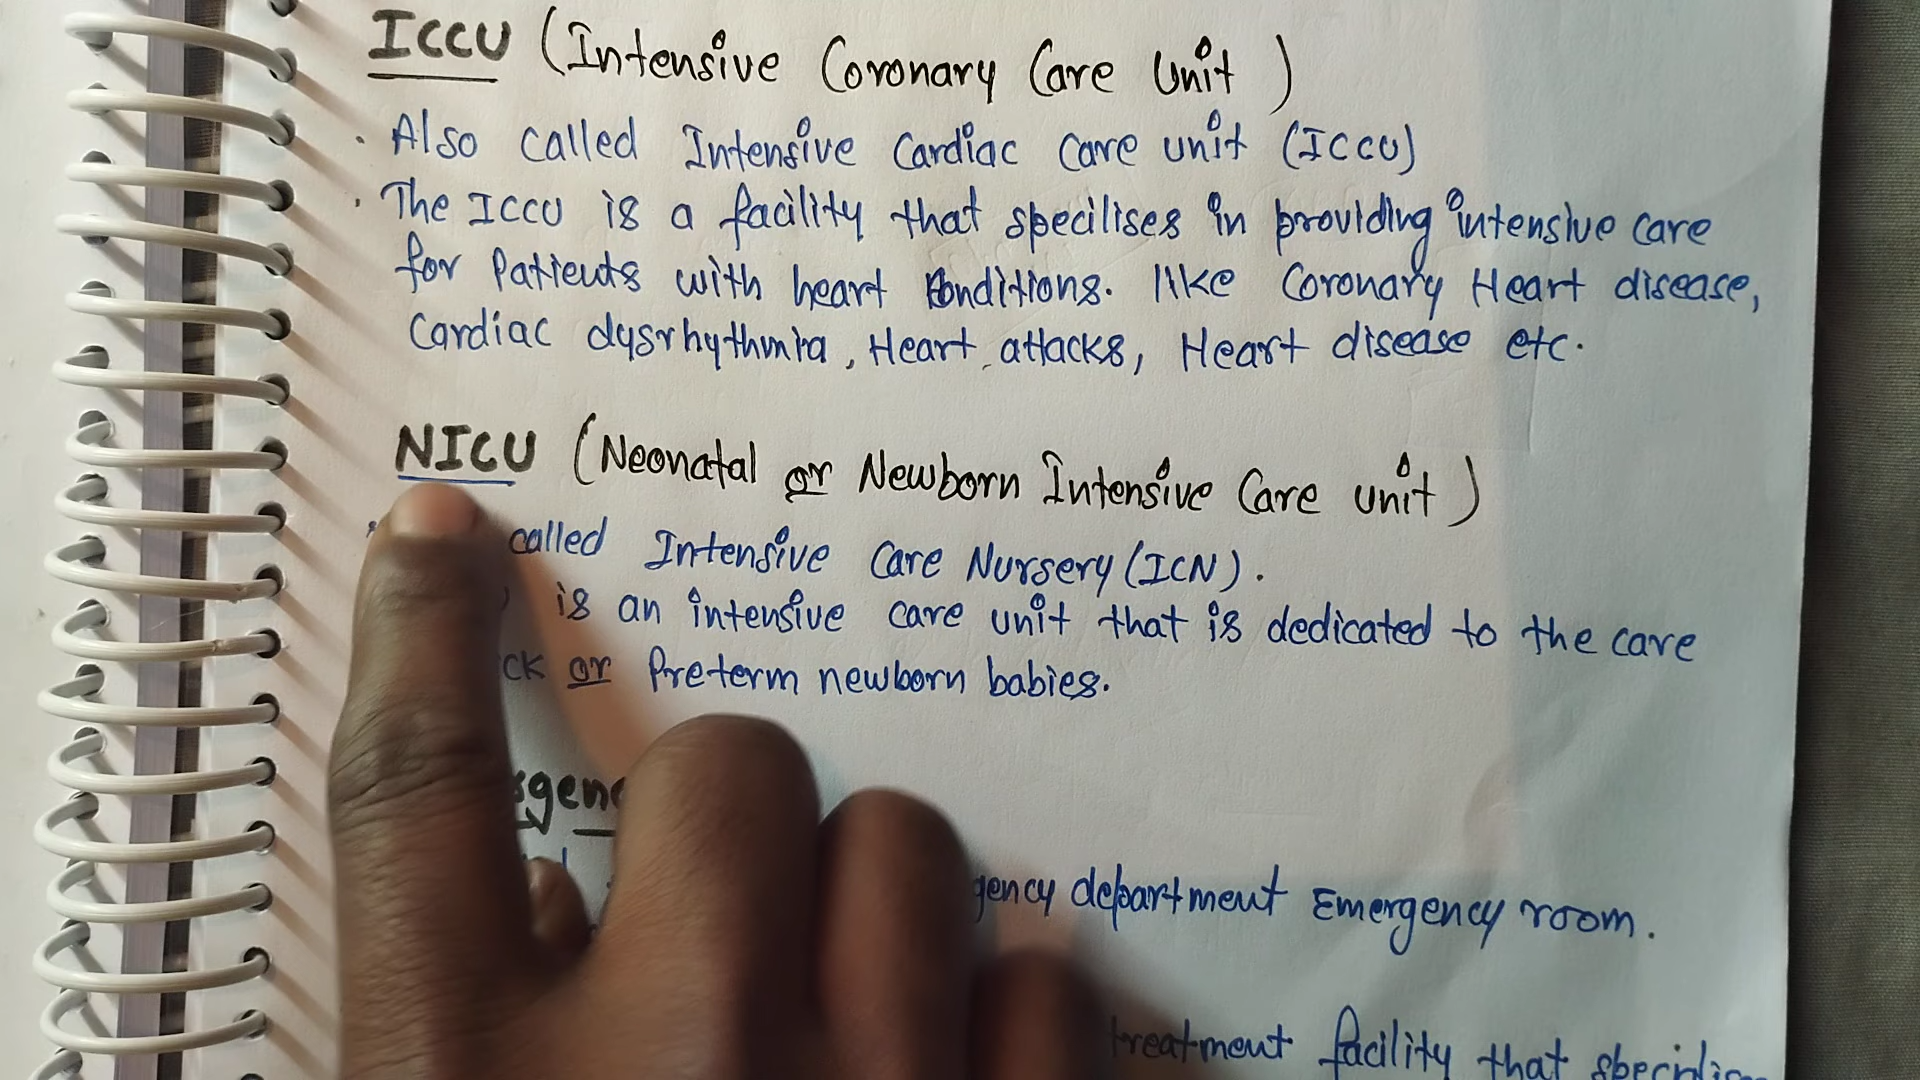 ICCU (Intensive Coronary Care Unit)
· Also called Intensive Cardiac Care unit (ICCU)
· The ICCU is a facility that specilises in providing intensive care
for Patients with heart Conditions. like Coronary Heart disease,
Cardiac dysrhythmia, Heart attacks, Heart disease etc.
NICU (Neonatal or Newborn Intensive Care unit)
called Intensive Care Nursery (ICN).
is an intensive care unit that is dedicated to the care
or Preterm newborn babies.
department Emergency room.
treatment facility that